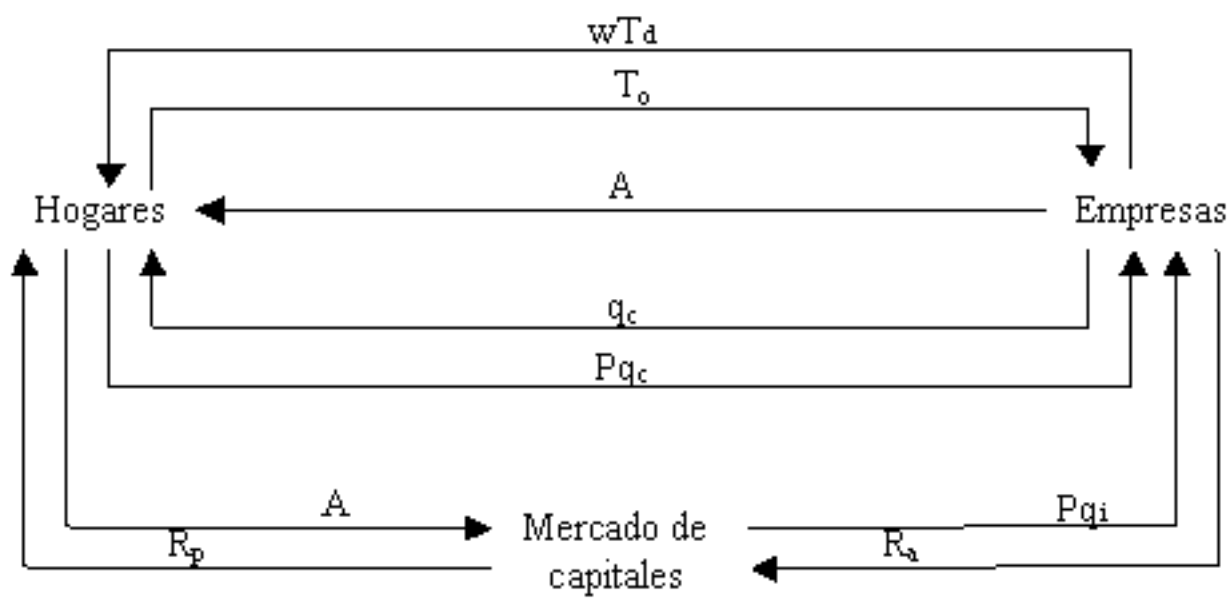 wTd
To
A
Hogares
Empresas
qc
Pqc
A
Mercado de
capitales
Pqi
Rp
Ra